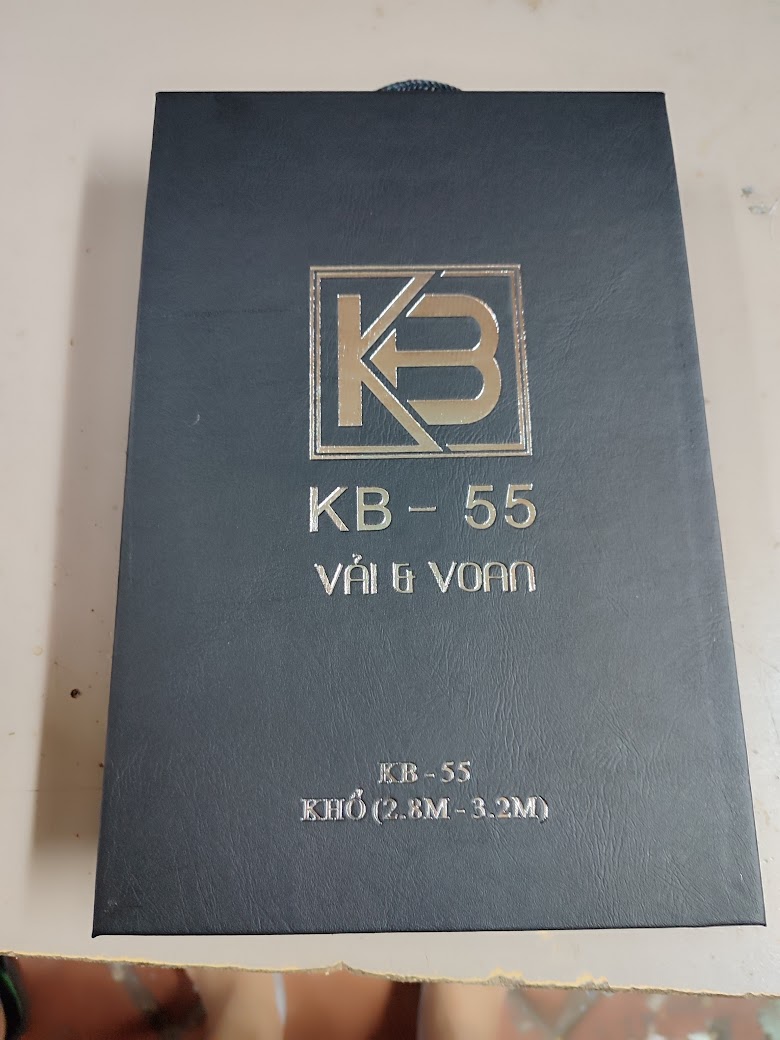 KB
KB - 55
VẢI & VOAN
KB - 55
KHỔ (2.8M - 3.2M)